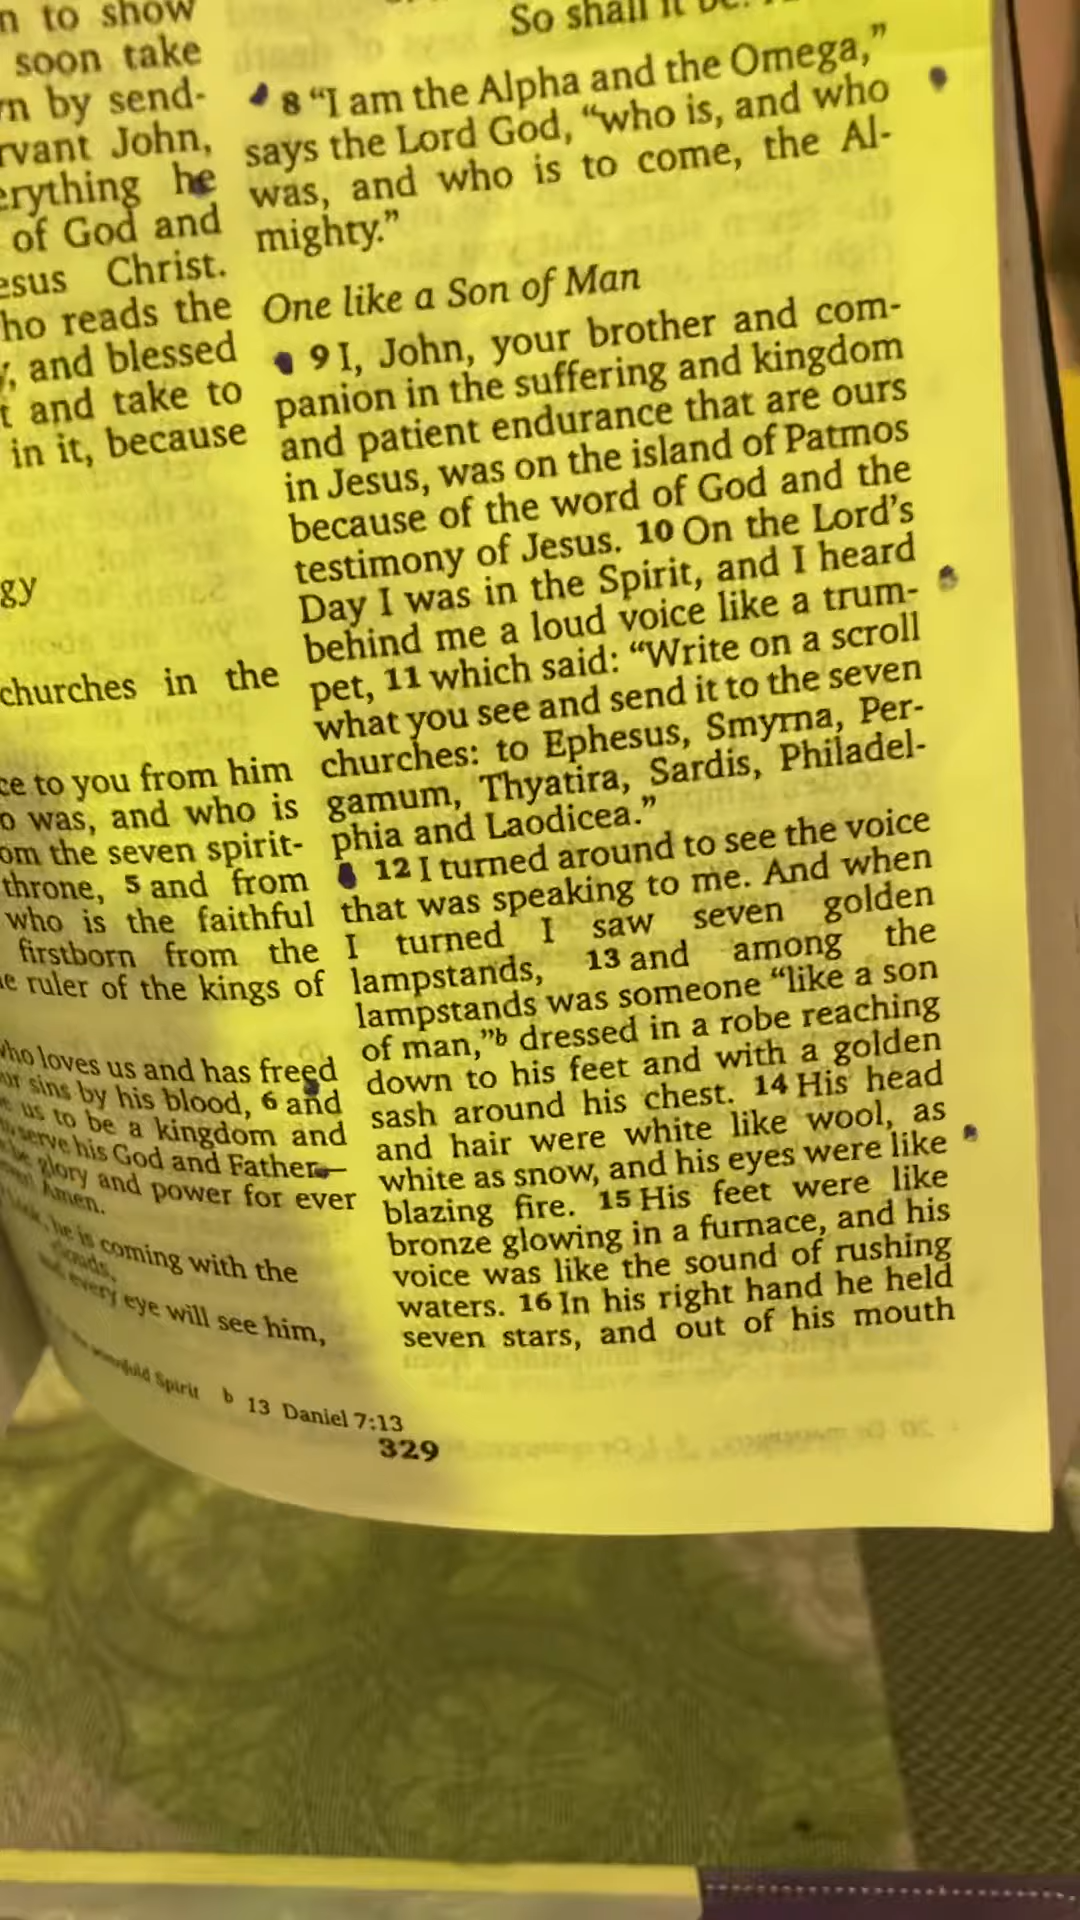 n to show
soon take
n by send-
rvant John,
erything he
of God and
esus Christ.
ho reads the
, and blessed
t and take to
in it, because
gy
churches in the
ce to you from him
o was, and who is
om the seven spirit-
throne, 5 and from
who is the faithful
firstborn from the
e ruler of the kings of
who loves us and has freed
ur sins by his blood, 6 and
us to be a kingdom and
serve his God and Father—
be glory and power for ever
Amen.
he is coming with the
clouds,
and every eye will see him,
So shall it be.
8 “I am the Alpha and the Omega,”
says the Lord God, “who is, and who
was, and who is to come, the Al-
mighty.”
One like a Son of Man
9 I, John, your brother and com-
panion in the suffering and kingdom
and patient endurance that are ours
in Jesus, was on the island of Patmos
because of the word of God and the
testimony of Jesus. 10 On the Lord’s
Day I was in the Spirit, and I heard
behind me a loud voice like a trum-
pet, 11 which said: “Write on a scroll
what you see and send it to the seven
churches: to Ephesus, Smyrna, Per-
gamum, Thyatira, Sardis, Philadel-
phia and Laodicea.”
12 I turned around to see the voice
that was speaking to me. And when
I turned I saw seven golden
lampstands, 13 and among the
lampstands was someone “like a son
of man,”b dressed in a robe reaching
down to his feet and with a golden
sash around his chest. 14 His head
and hair were white like wool, as
white as snow, and his eyes were like
blazing fire. 15 His feet were like
bronze glowing in a furnace, and his
voice was like the sound of rushing
waters. 16 In his right hand he held
seven stars, and out of his mouth
Spirit b 13 Daniel 7:13
329